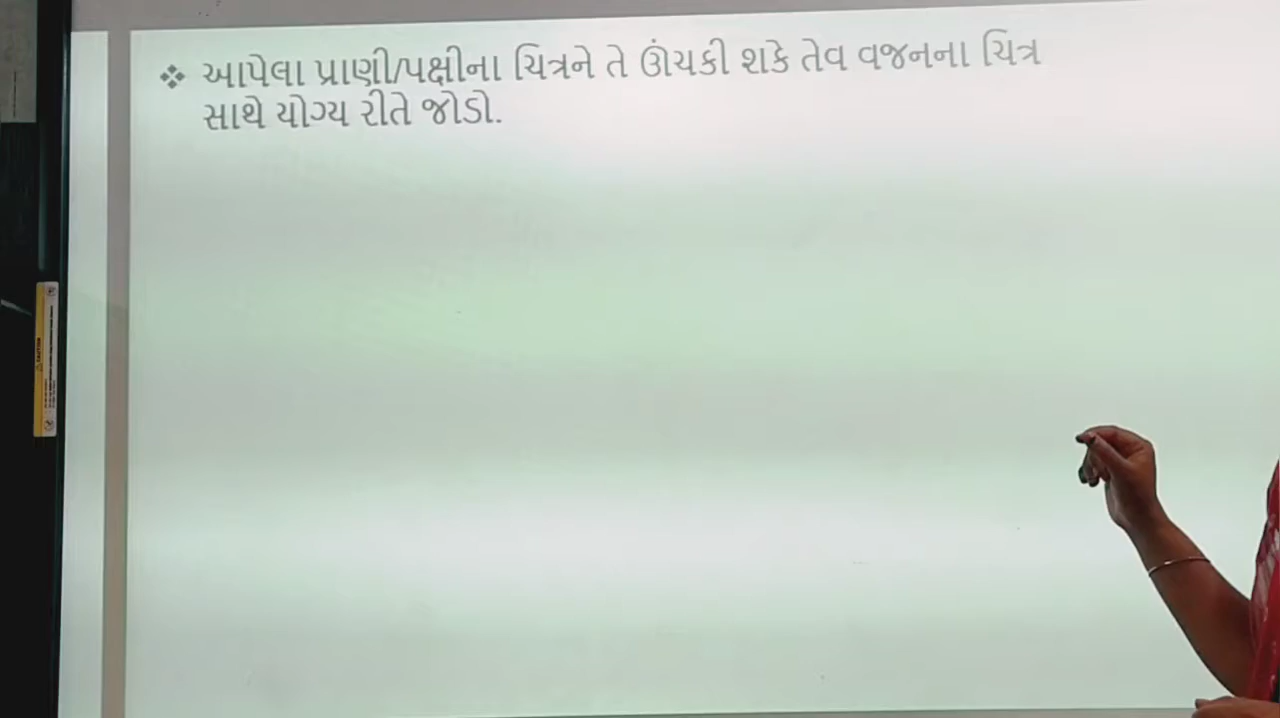 ❖ આપેલા પ્રાણી/પક્ષીના ચિત્રને તે ઊંચકી શકે તેવ વજનના ચિત્ર
સાથે યોગ્ય રીતે જોડો.